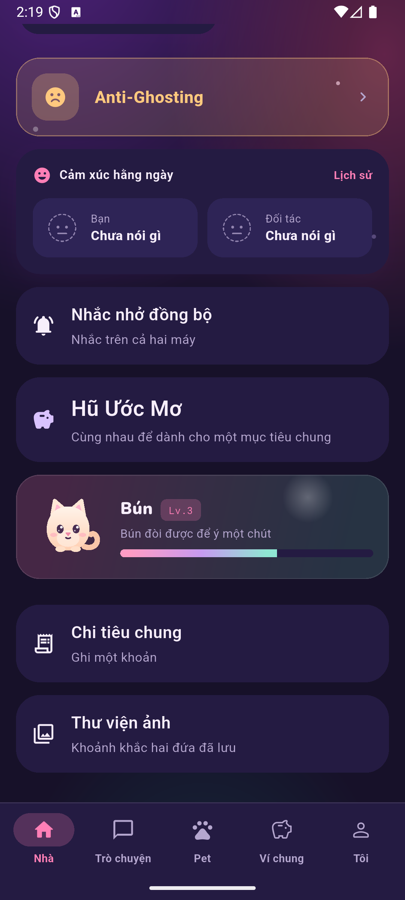 2:19
Anti-Ghosting
Cảm xúc hằng ngày
Lịch sử
Bạn
Chưa nói gì
Đối tác
Chưa nói gì
Nhắc nhở đồng bộ
Nhắc trên cả hai máy
Hũ Ước Mơ
Cùng nhau để dành cho một mục tiêu chung
Bún Lv.3
Bún đòi được để ý một chút
Chi tiêu chung
Ghi một khoản
Thư viện ảnh
Khoảnh khắc hai đứa đã lưu
Nhà
Trò chuyện
Pet
Ví chung
Tôi